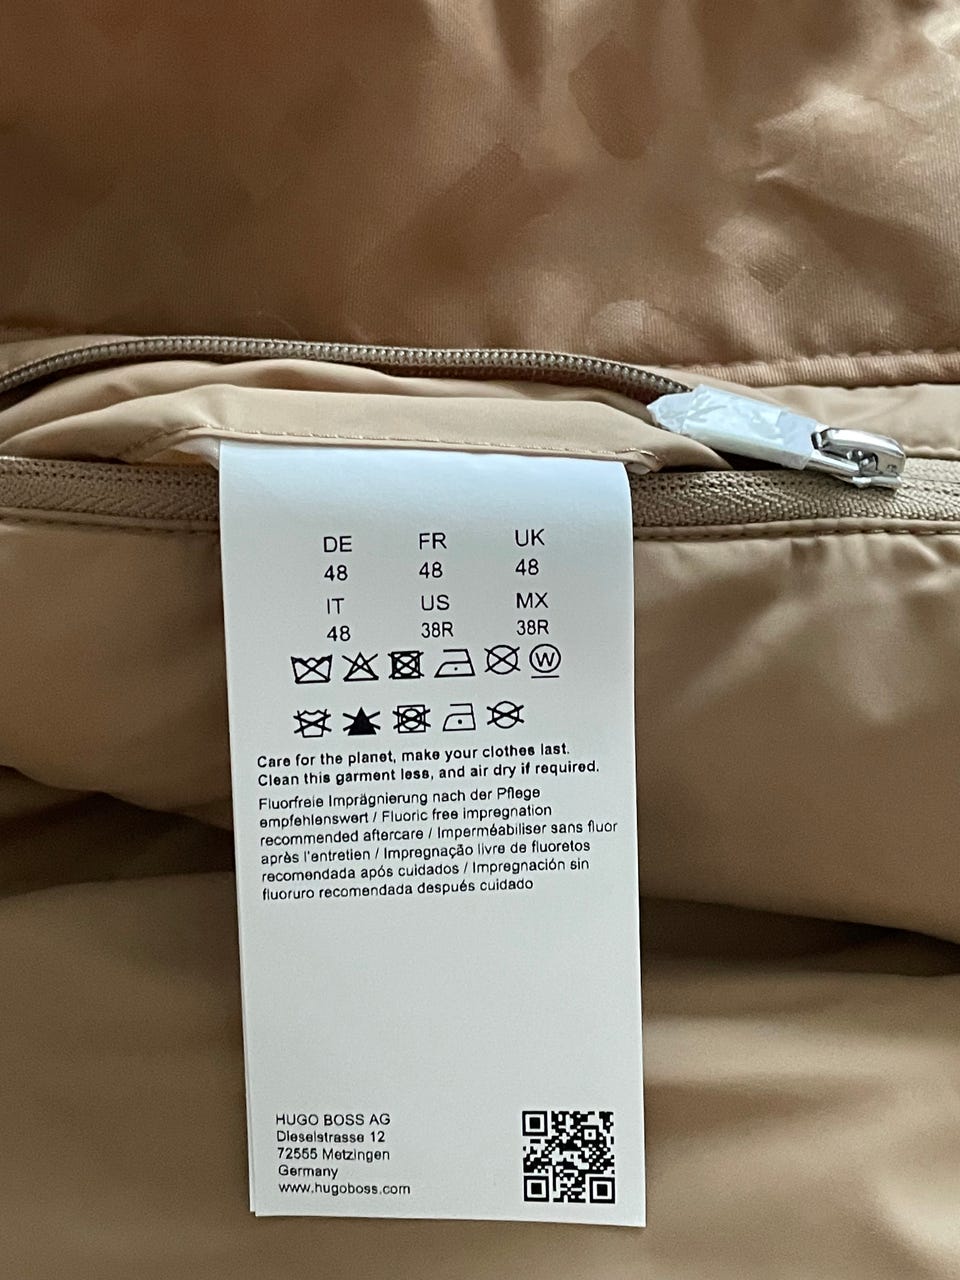 DE FR UK
48 48 48
IT US MX
48 38R 38R
W
Care for the planet, make your clothes last.
Clean this garment less, and air dry if required.
Fluorfreie Imprägnierung nach der Pflege
empfehlenswert / Fluoric free impregnation
recommended aftercare / Imperméabiliser sans fluor
après l'entretien / Impregnação livre de fluoretos
recomendada após cuidados / Impregnación sin
fluoruro recomendada después cuidado
HUGO BOSS AG
Dieselstrasse 12
72555 Metzingen
Germany
www.hugoboss.com